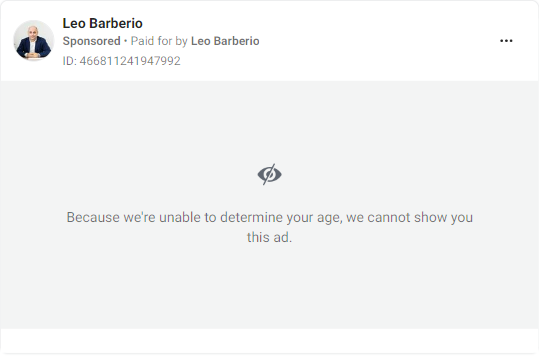 Leo Barberio
Sponsored • Paid for by Leo Barberio
ID: 466811241947992
Because we're unable to determine your age, we cannot show you
this ad.